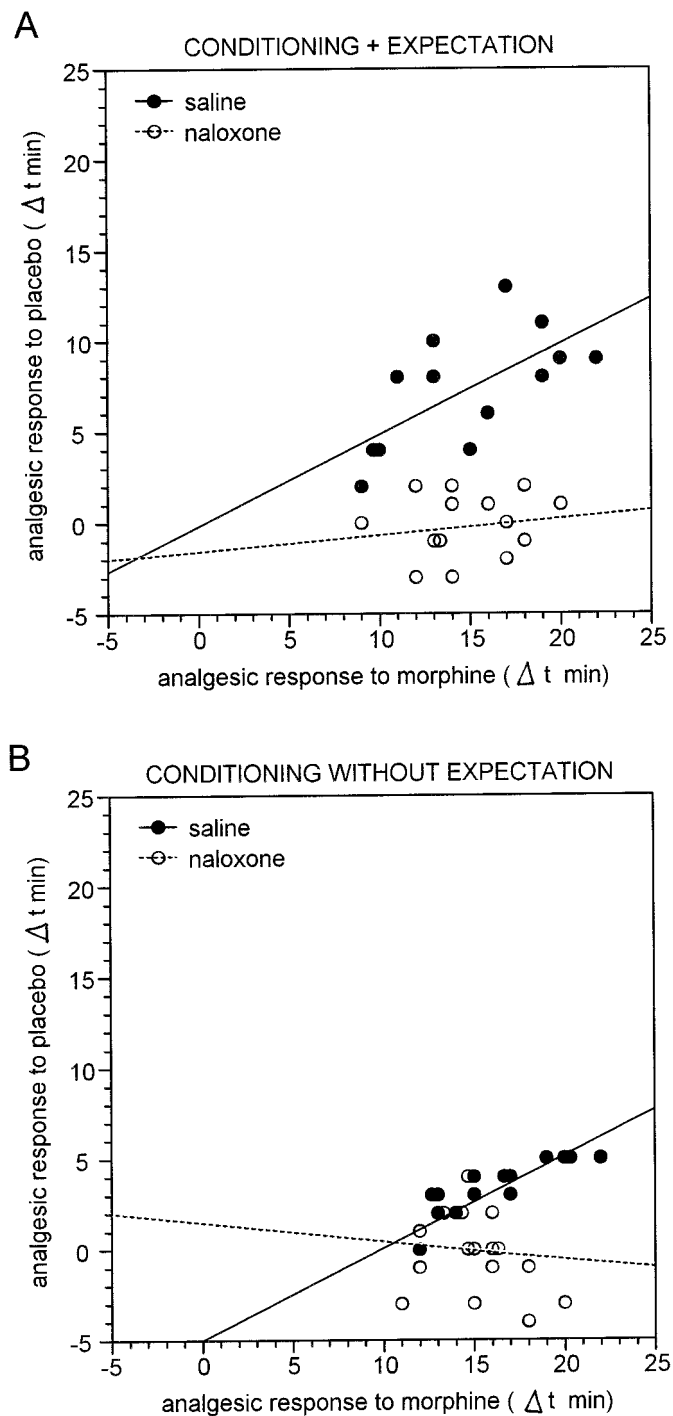 A
CONDITIONING + EXPECTATION
25
20
15
10
5
0
-5
saline
naloxone
analgesic response to placebo ( Δ t min)
-5 0 5 10 15 20 25
analgesic response to morphine ( Δ t min)
B
CONDITIONING WITHOUT EXPECTATION
25
20
15
10
5
0
-5
saline
naloxone
analgesic response to placebo ( Δ t min)
-5 0 5 10 15 20 25
analgesic response to morphine ( Δ t min)